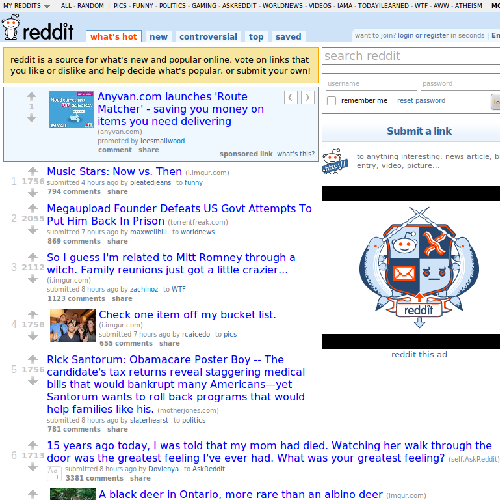 MY REDDITS ▾ ALL - RANDOM | PICS - FUNNY - POLITICS - GAMING - ASKREDDIT - WORLDNEWS - VIDEOS - IAMA - TODAYILEARNED - WTF - AWW - ATHEISM MO
reddit what's hot new controversial top saved
want to join? login or register in seconds | En
reddit is a source for what's new and popular online. vote on links that
you like or dislike and help decide what's popular, or submit your own!
search reddit
username password
remember me reset password
Submit a link
to anything interesting: news article, b
entry, video, picture...
reddit
reddit this ad
1
Anyvan.com launches 'Route
Matcher' - saving you money on
items you need delivering
(anyvan.com)
promoted by leesmallwood
comment share
sponsored link what's this?
1 1756 Music Stars: Now vs. Then (i.imgur.com)
submitted 4 hours ago by pleatedjeans to funny
794 comments share
2 2055 Megaupload Founder Defeats US Govt Attempts To
Put Him Back In Prison (torrentfreak.com)
submitted 7 hours ago by maxwellhill to worldnews
869 comments share
3 2112 So I guess I'm related to Mitt Romney through a
witch. Family reunions just got a little crazier...
(i.imgur.com)
submitted 8 hours ago by zachinoz to WTF
1123 comments share
4 1758 Check one item off my bucket list.
(i.imgur.com)
submitted 7 hours ago by rcaicedo to pics
658 comments share
5 1756 Rick Santorum: Obamacare Poster Boy -- The
candidate's tax returns reveal staggering medical
bills that would bankrupt many Americans---yet
Santorum wants to roll back programs that would
help families like his. (motherjones.com)
submitted 8 hours ago by slaterhearst to politics
781 comments share
6 1713 15 years ago today, I was told that my mom had died. Watching her walk through the
door was the greatest feeling I've ever had. What was your greatest feeling? (self.AskReddit)
submitted 8 hours ago by Dovienya to AskReddit
3381 comments share
A black deer in Ontario, more rare than an albino deer (imgur.com)